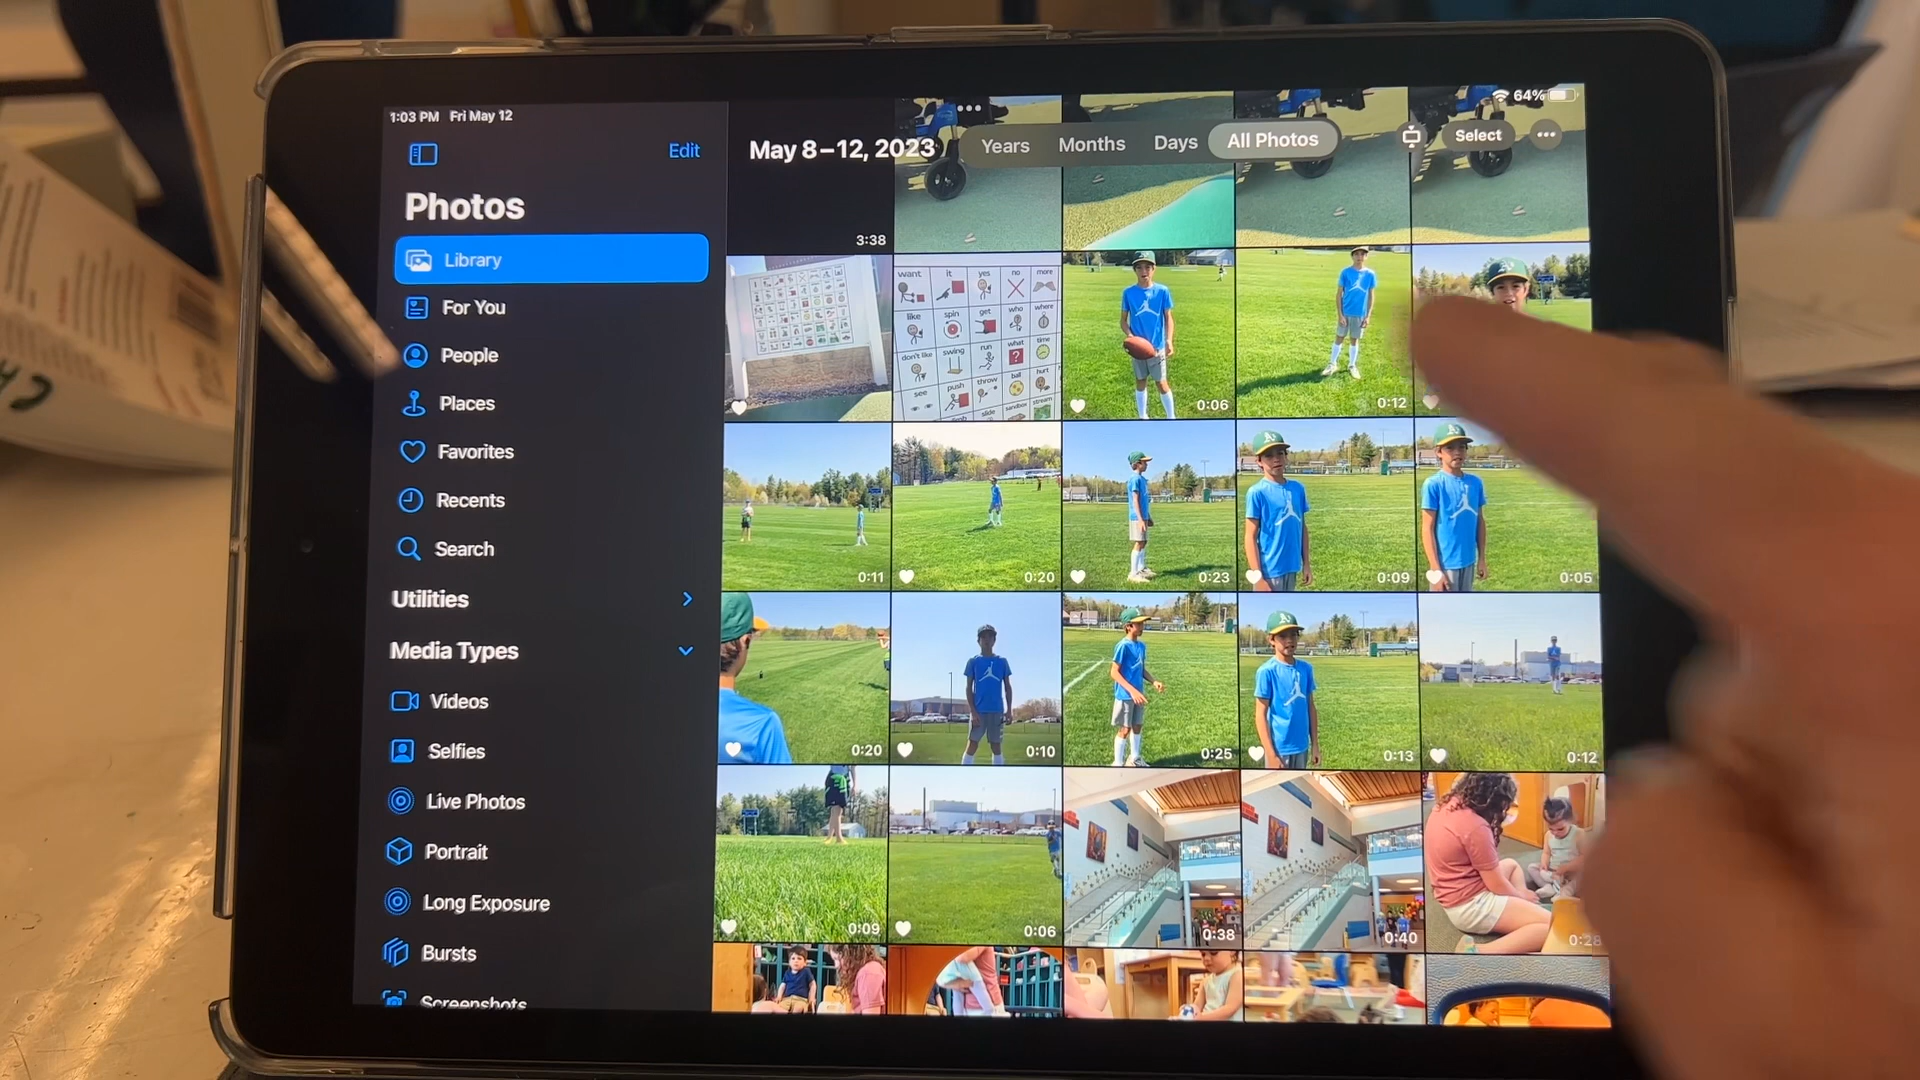 1:03 PM Fri May 12
64%
Edit
May 8–12, 2023
Years Months Days All Photos
Select
Photos
Library
For You
People
Places
Favorites
Recents
Search
Utilities
Media Types
Videos
Selfies
Live Photos
Portrait
Long Exposure
Bursts
Screenshots
3:38
want it yes no more
like spin get who where
don't like swing run what time
see push throw ball hurt
slide sandbox stream
0:06
0:12
0:11
0:20
0:23
0:09
0:05
0:20
0:10
0:25
0:13
0:12
0:09
0:06
0:38
0:40
0:28